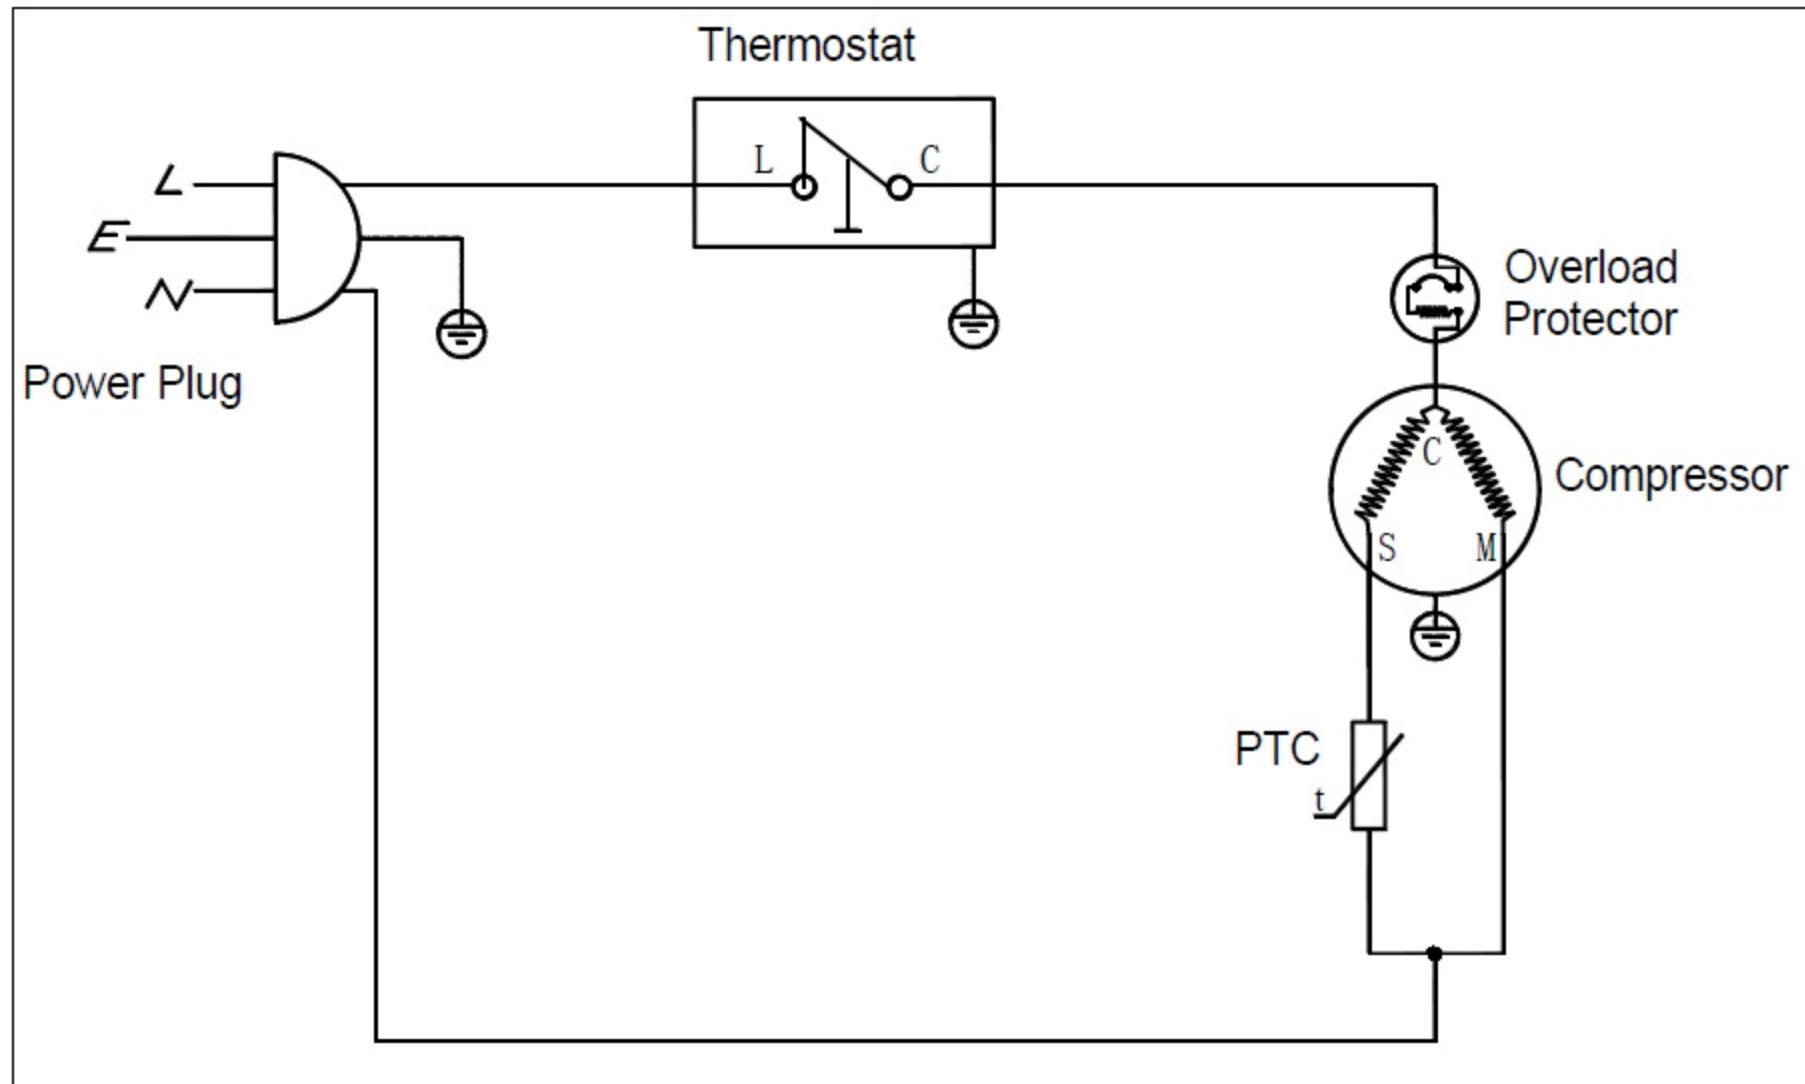 Thermostat
L
C
L
E
N
Power Plug
Overload
Protector
C
Compressor
S
M
PTC
t